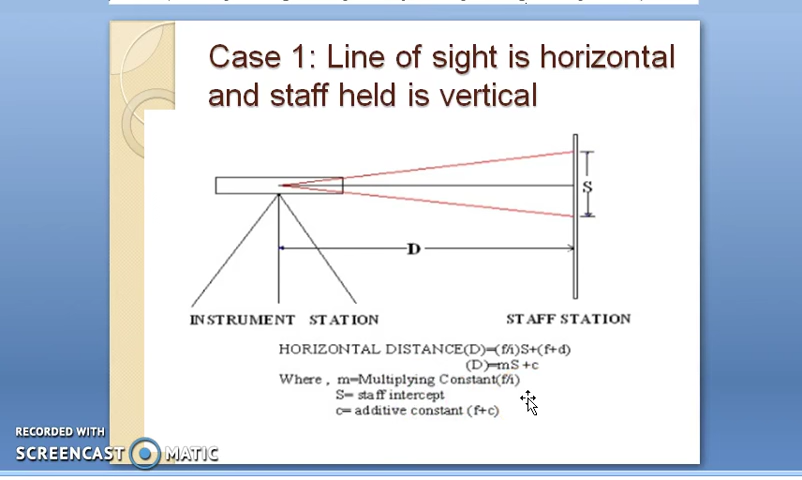 Case 1: Line of sight is horizontal
and staff held is vertical
S
D
INSTRUMENT STATION
STAFF STATION
HORIZONTAL DISTANCE(D)=(f/i)S+(f+d)
(D)=mS +c
Where , m=Multiplying Constant(f/i)
S= staff intercept
c= additive constant (f+c)
RECORDED WITH
SCREENCAST MATIC